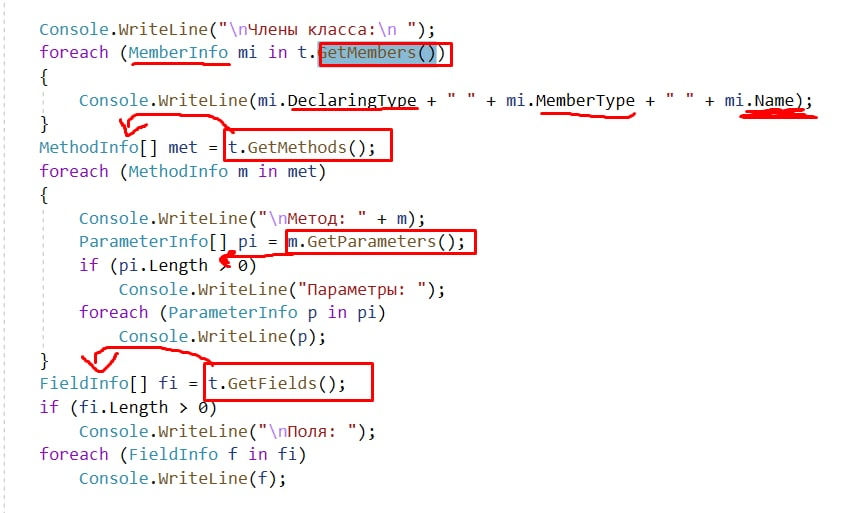 Console.WriteLine("\nЧлены класса:\n ");
foreach (MemberInfo mi in t.GetMembers())
{
Console.WriteLine(mi.DeclaringType + " " + mi.MemberType + " " + mi.Name);
}
MethodInfo[] met = t.GetMethods();
foreach (MethodInfo m in met)
{
Console.WriteLine("\nМетод: " + m);
ParameterInfo[] pi = m.GetParameters();
if (pi.Length > 0)
Console.WriteLine("Параметры: ");
foreach (ParameterInfo p in pi)
Console.WriteLine(p);
}
FieldInfo[] fi = t.GetFields();
if (fi.Length > 0)
Console.WriteLine("\nПоля: ");
foreach (FieldInfo f in fi)
Console.WriteLine(f);